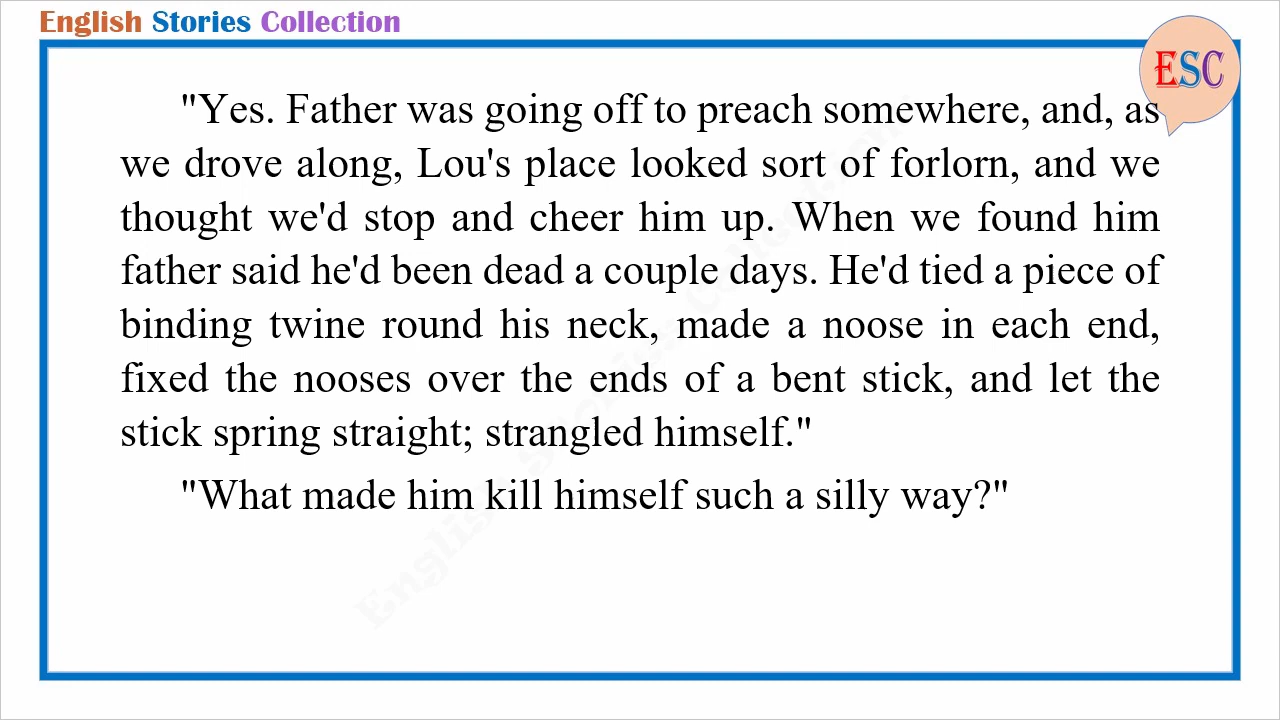 English Stories Collection
ESC
"Yes. Father was going off to preach somewhere, and, as
we drove along, Lou's place looked sort of forlorn, and we
thought we'd stop and cheer him up. When we found him
father said he'd been dead a couple days. He'd tied a piece of
binding twine round his neck, made a noose in each end,
fixed the nooses over the ends of a bent stick, and let the
stick spring straight; strangled himself."
"What made him kill himself such a silly way?"
English Stories Collection